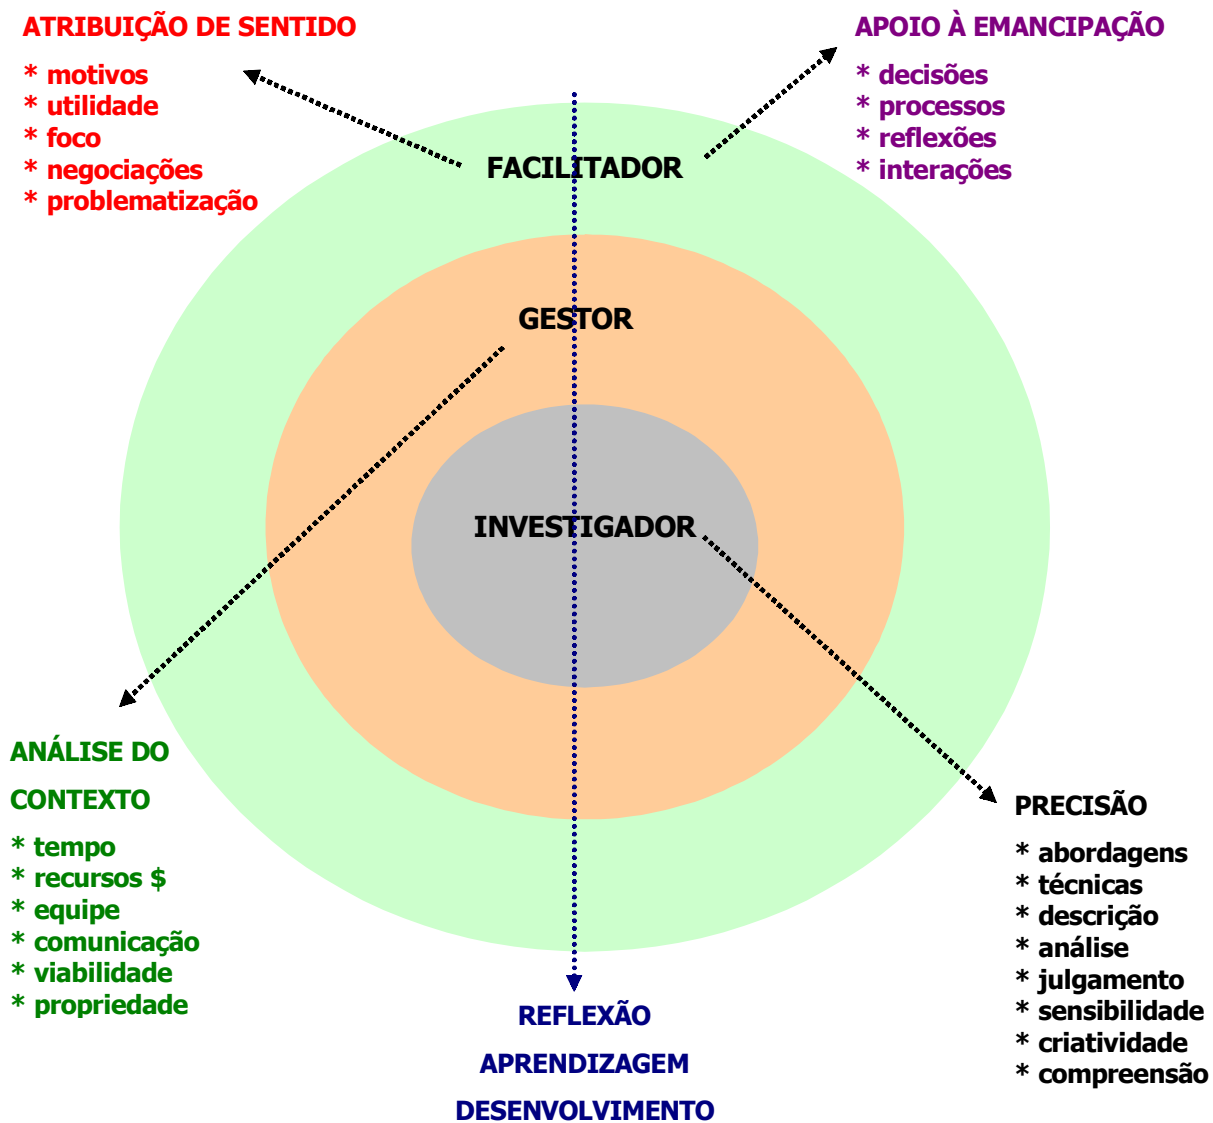 ATRIBUIÇÃO DE SENTIDO
* motivos
* utilidade
* foco
* negociações
* problematização
APOIO À EMANCIPAÇÃO
* decisões
* processos
* reflexões
* interações
FACILITADOR
GESTOR
INVESTIGADOR
ANÁLISE DO
CONTEXTO
* tempo
* recursos $
* equipe
* comunicação
* viabilidade
* propriedade
PRECISÃO
* abordagens
* técnicas
* descrição
* análise
* julgamento
* sensibilidade
* criatividade
* compreensão
REFLEXÃO
APRENDIZAGEM
DESENVOLVIMENTO